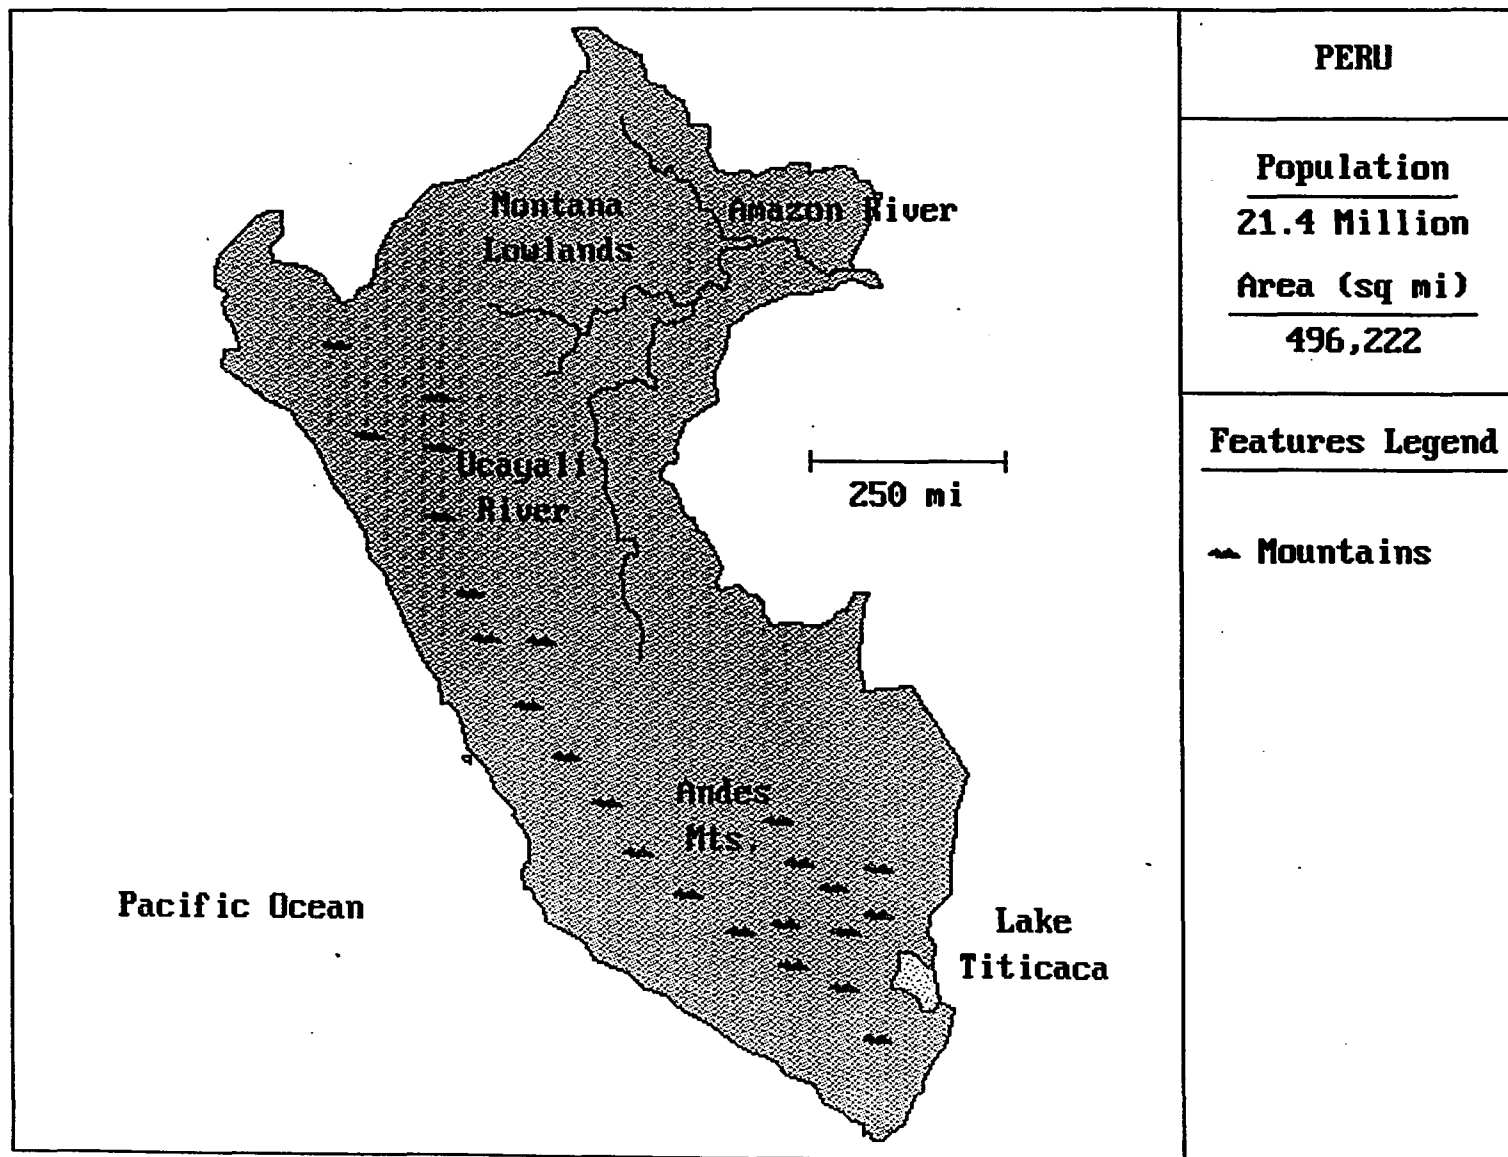 PERU
Population
21.4 Million
Area (sq mi)
496,222
Features Legend
Mountains
Montana
Lowlands
Amazon River
Ucayali
River
250 mi
Andes
Mts.
Pacific Ocean
Lake
Titicaca